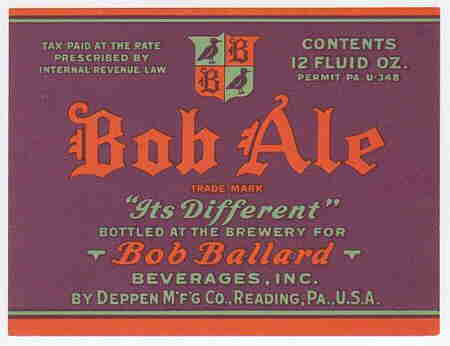 TAX PAID AT THE RATE
PRESCRIBED BY
INTERNAL REVENUE LAW
B
B
CONTENTS
12 FLUID OZ.
PERMIT PA. U-348
Bob Ale
TRADE MARK
"Its Different"
BOTTLED AT THE BREWERY FOR
Bob Ballard
BEVERAGES, INC.
BY DEPPEN M'F'G CO., READING, PA., U.S.A.